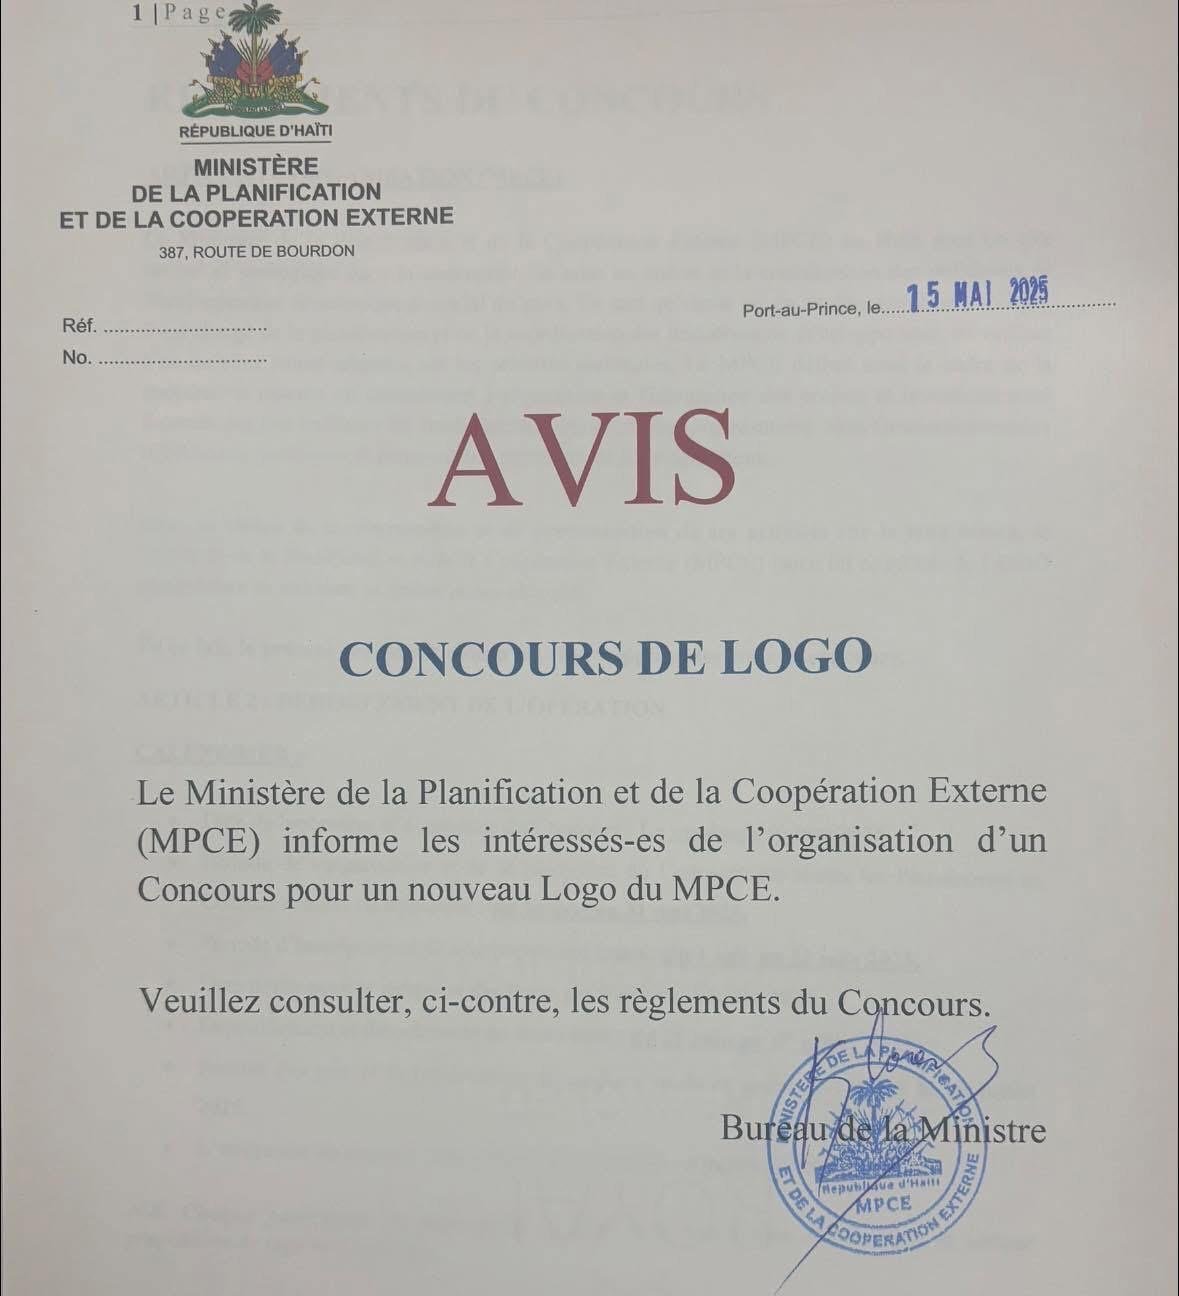 1 | Page
RÉPUBLIQUE D'HAÏTI
MINISTÈRE
DE LA PLANIFICATION
ET DE LA COOPERATION EXTERNE
387, ROUTE DE BOURDON
Port-au-Prince, le......15 MAI 2025..............
Réf. ................................
No. .................................
AVIS
CONCOURS DE LOGO
Le Ministère de la Planification et de la Coopération Externe
(MPCE) informe les intéressés-es de l’organisation d’un
Concours pour un nouveau Logo du MPCE.
Veuillez consulter, ci-contre, les règlements du Concours.
Bureau de la Ministre
MINISTERE DE LA PLANIFICATION
ET DE LA COOPERATION EXTERNE
Republique d'Haiti
MPCE